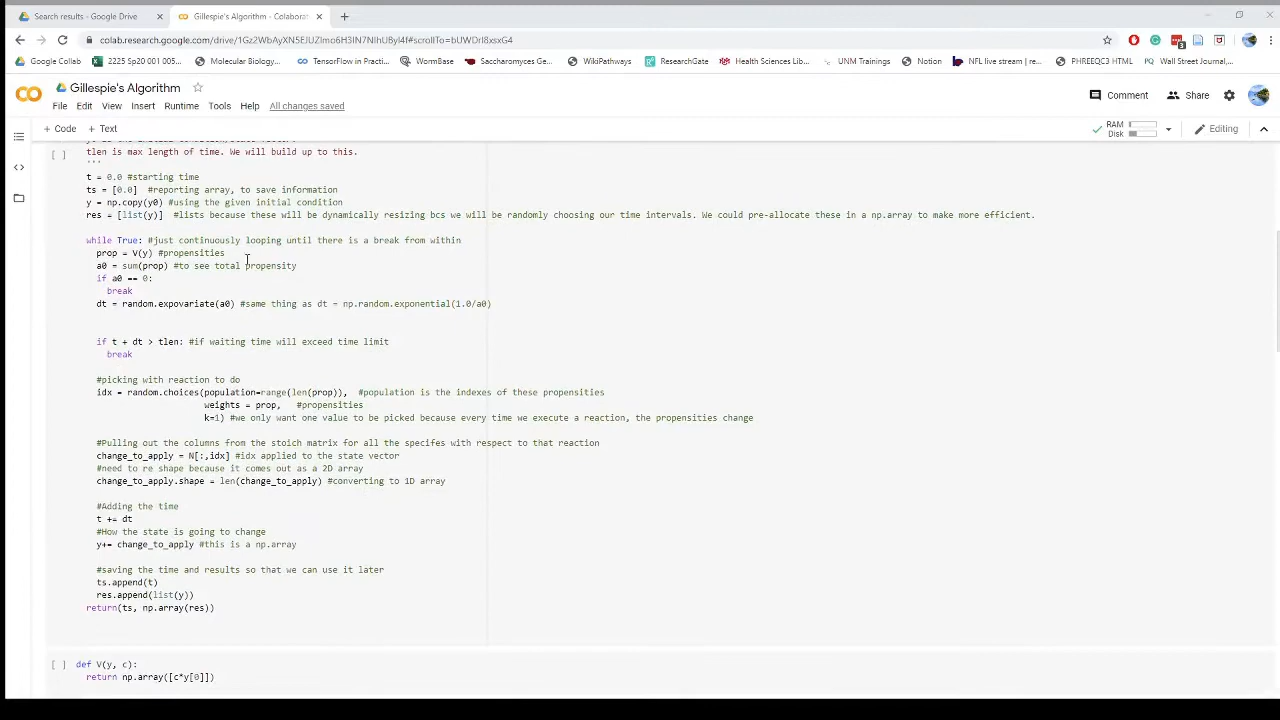 Search results - Google Drive
Gillespie's Algorithm - Colaborat
colab.research.google.com/drive/
Google Collab
2225 Sp20 001 005...
Molecular Biology...
TensorFlow in Practi...
WormBase
Saccharomyces Ge...
WikiPathways
ResearchGate
Health Sciences Lib...
UNM Trainings
Notion
NFL live stream | re...
PHREEQC3 HTML
Wall Street Journal,...
Gillespie's Algorithm
Comment
Share
File Edit View Insert Runtime Tools Help All changes saved
+ Code + Text
RAM
Disk
Editing
tlen is max length of time. We will build up to this.
'''
t = 0.0 #starting time
ts = [0.0] #reporting array, to save information
y = np.copy(y0) #using the given initial condition
res = [list(y)] #lists because these will be dynamically resizing bcs we will be randomly choosing our time intervals. We could pre-allocate these in a np.array to make more efficient.
while True: #just continuously looping until there is a break from within
prop = V(y) #propensities
a0 = sum(prop) #to see total propensity
if a0 == 0:
break
dt = random.expovariate(a0) #same thing as dt = np.random.exponential(1.0/a0)
if t + dt > tlen: #if waiting time will exceed time limit
break
#picking with reaction to do
idx = random.choices(population=range(len(prop)), #population is the indexes of these propensities
weights = prop, #propensities
k=1) #we only want one value to be picked because every time we execute a reaction, the propensities change
#Pulling out the columns from the stoich matrix for all the specifes with respect to that reaction
change_to_apply = N[:,idx] #idx applied to the state vector
#need to re shape because it comes out as a 2D array
change_to_apply.shape = len(change_to_apply) #converting to 1D array
#Adding the time
t += dt
#How the state is going to change
y+= change_to_apply #this is a np.array
#saving the time and results so that we can use it later
ts.append(t)
res.append(list(y))
return(ts, np.array(res))
[ ] def V(y, c):
return np.array([c*y[0]])